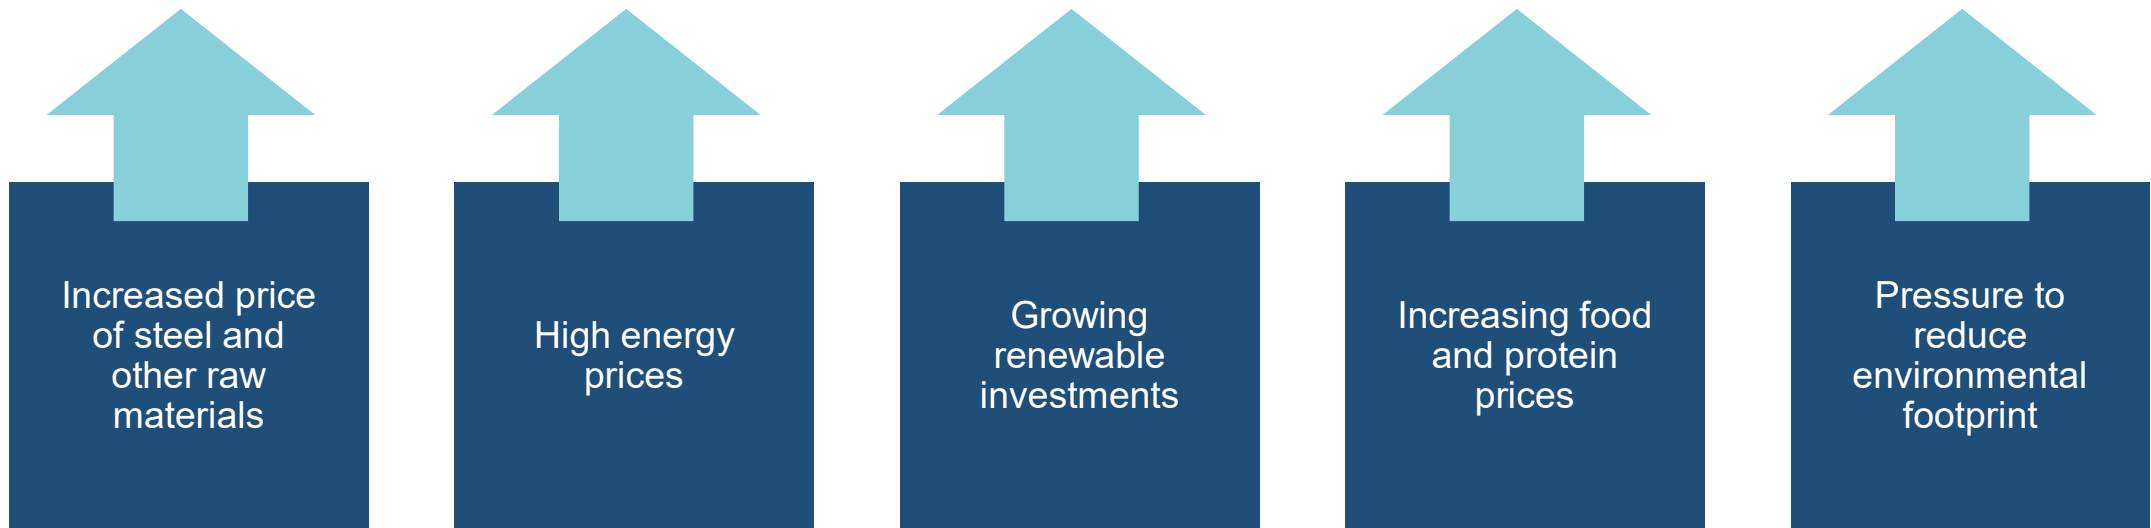 Increased price
of steel and
other raw
materials
High energy
prices
Growing
renewable
investments
Increasing food
and protein
prices
Pressure to
reduce
environmental
footprint